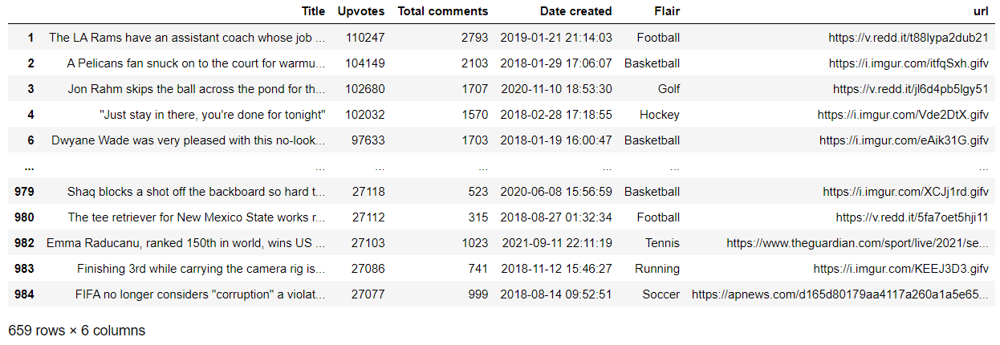 Title Upvotes Total comments Date created Flair url
1 The LA Rams have an assistant coach whose job ... 110247 2793 2019-01-21 21:14:03 Football https://v.redd.it/t88lypa2dub21
2 A Pelicans fan snuck on to the court for warmu... 104149 2103 2018-01-29 17:06:07 Basketball https://i.imgur.com/itfqSxh.gifv
3 Jon Rahm skips the ball across the pond for th... 102680 1707 2020-11-10 18:53:30 Golf https://v.redd.it/jl6d4pb5lgy51
4 "Just stay in there, you're done for tonight" 102032 1570 2018-02-28 17:18:55 Hockey https://i.imgur.com/Vde2DtX.gifv
6 Dwyane Wade was very pleased with this no-look... 97633 1703 2018-01-19 16:00:47 Basketball https://i.imgur.com/eAik31G.gifv
... ... ... ... ... ... ...
979 Shaq blocks a shot off the backboard so hard t... 27118 523 2020-06-08 15:56:59 Basketball https://i.imgur.com/XCJj1rd.gifv
980 The tee retriever for New Mexico State works r... 27112 315 2018-08-27 01:32:34 Football https://v.redd.it/5fa7oet5hji11
982 Emma Raducanu, ranked 150th in world, wins US ... 27103 1023 2021-09-11 22:11:19 Tennis https://www.theguardian.com/sport/live/2021/se...
983 Finishing 3rd while carrying the camera rig is... 27086 741 2018-11-12 15:46:27 Running https://i.imgur.com/KEEJ3D3.gifv
984 FIFA no longer considers "corruption" a violat... 27077 999 2018-08-14 09:52:51 Soccer https://apnews.com/d165d80179aa4117a260a1a5e65...
659 rows × 6 columns